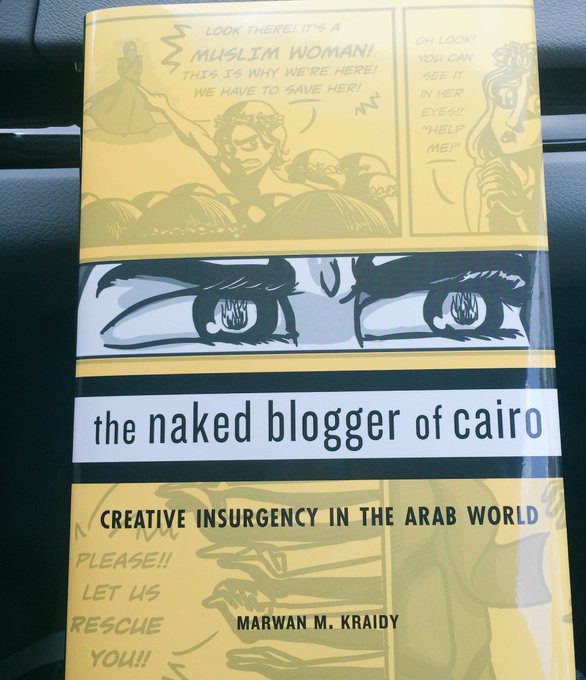 LOOK THERE! IT'S A
MUSLIM WOMAN!
THIS IS WHY WE'RE HERE!
WE HAVE TO SAVE HER!
OH LOOK!
YOU CAN
SEE IT
IN HER
EYES!!
"HELP
ME!"
the naked blogger of cairo
CREATIVE INSURGENCY IN THE ARAB WORLD
PLEASE!!
LET US
RESCUE
YOU!!
MARWAN M. KRAIDY